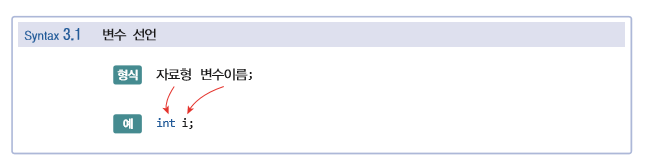 Syntax 3.1 변수 선언
형식 자료형 변수이름;
예 int i;